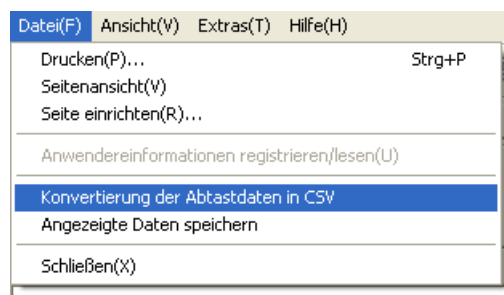 Datei(F) Ansicht(V) Extras(T) Hilfe(H)
Drucken(P)... Strg+P
Seitenansicht(V)
Seite einrichten(R)...
Anwendereinformationen registrieren/lesen(U)
Konvertierung der Abtastdaten in CSV
Angezeigte Daten speichern
Schließen(X)